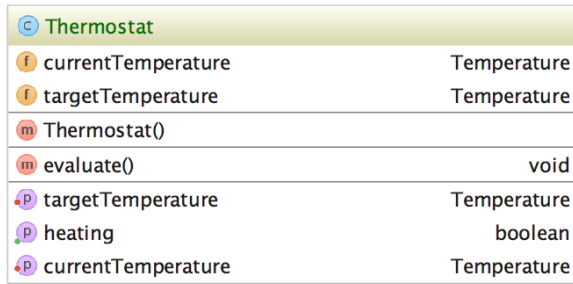 C Thermostat
f currentTemperature Temperature
f targetTemperature Temperature
m Thermostat()
m evaluate() void
p targetTemperature Temperature
p heating boolean
p currentTemperature Temperature